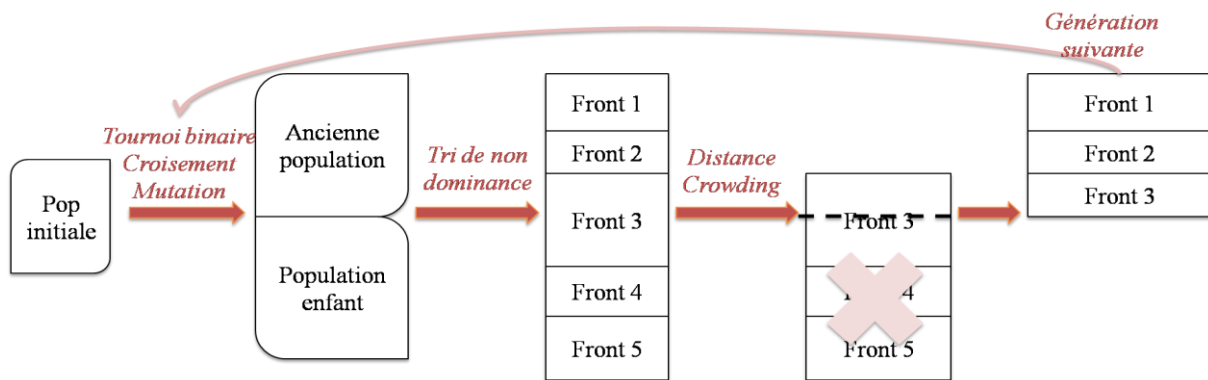 Génération
suivante
Tournoi binaire
Croisement
Mutation
Pop
initiale
Ancienne
population
Population
enfant
Tri de non
dominance
Front 1
Front 2
Front 3
Front 4
Front 5
Distance
Crowding
Front 3
4
Front 5
Front 1
Front 2
Front 3